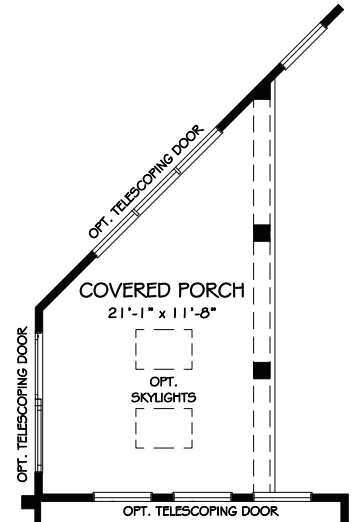 OPT. TELESCOPING DOOR
COVERED PORCH
21'-1" x 11'-8"
OPT. TELESCOPING DOOR
OPT.
SKYLIGHTS
OPT. TELESCOPING DOOR